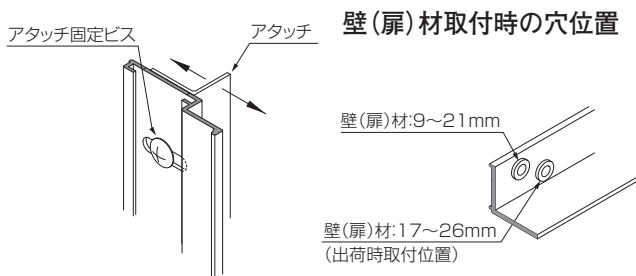 壁（扉）材取付時の穴位置
アタッチ固定ビス
アタッチ
壁（扉）材:9～21mm
壁（扉）材:17～26mm
（出荷時取付位置）